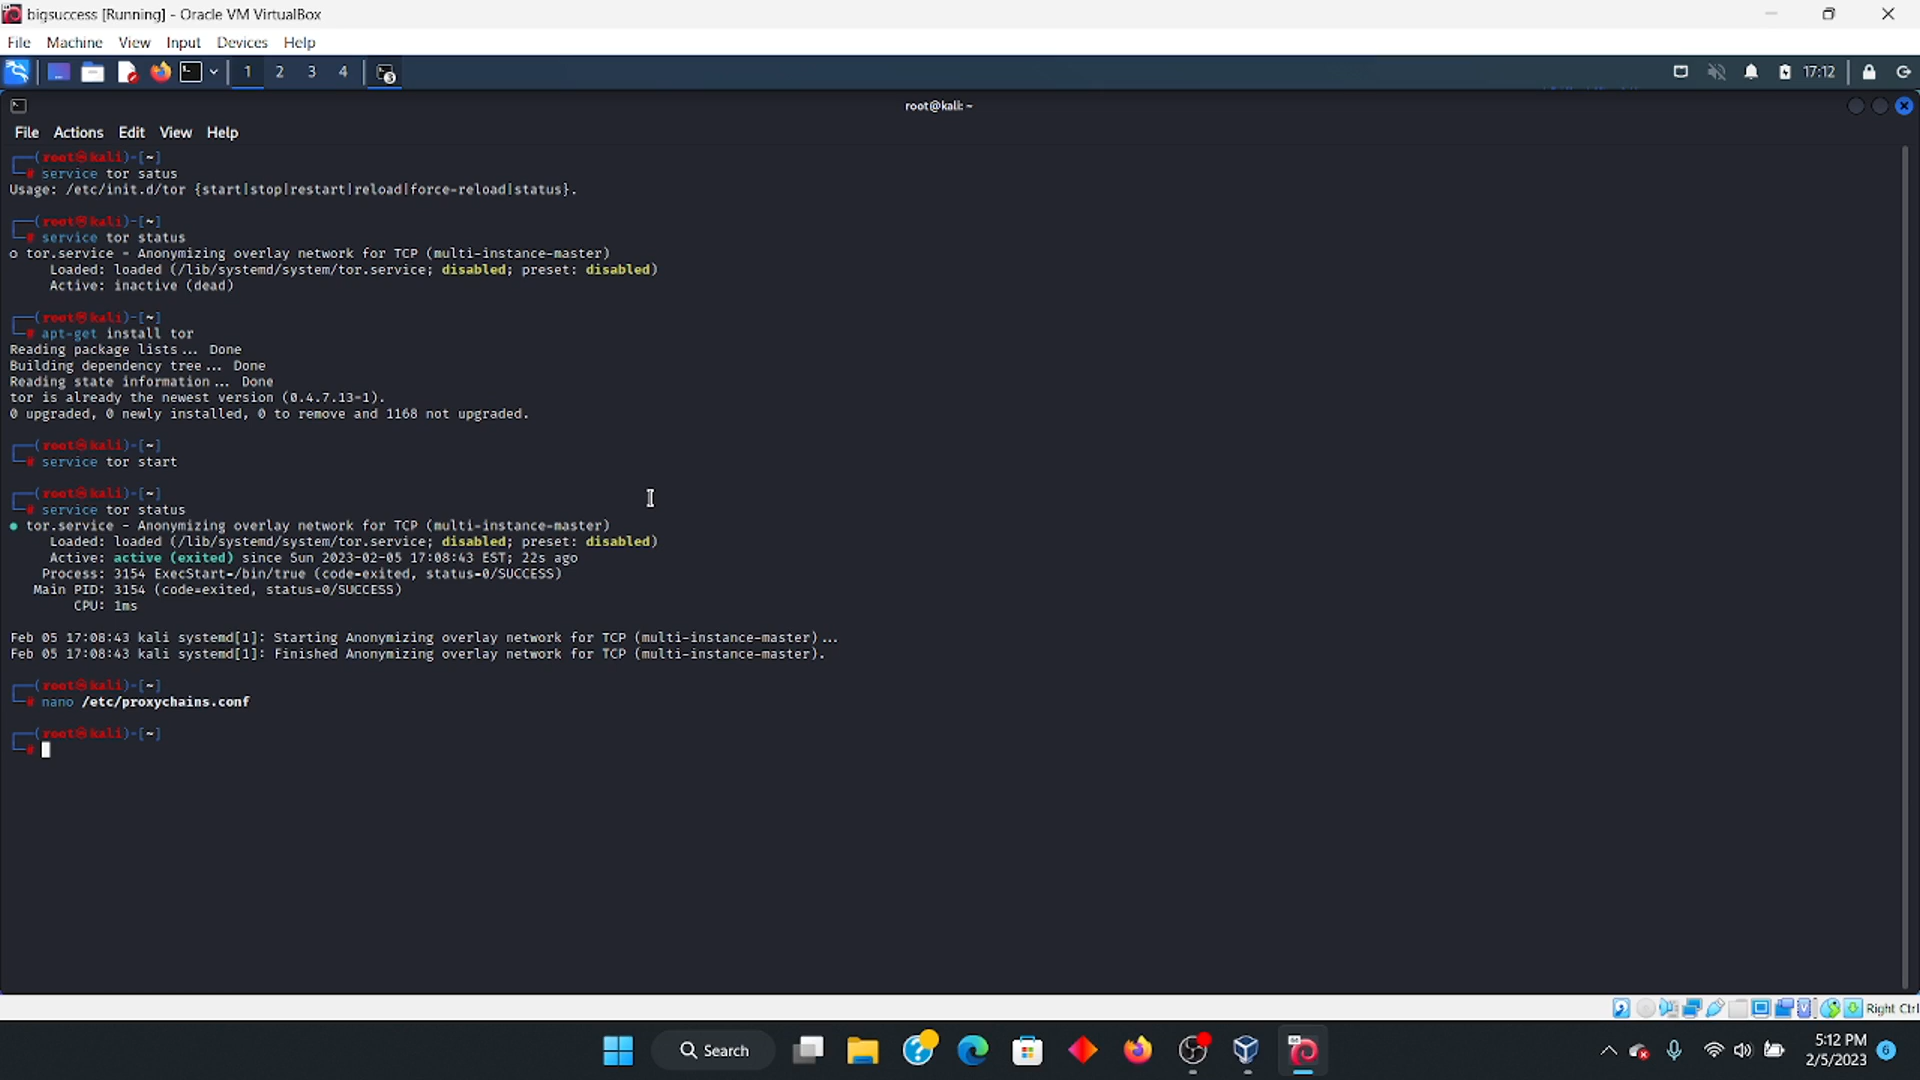 bigsuccess [Running] - Oracle VM VirtualBox
File Machine View Input Devices Help
1 2 3 4 17:12
root@kali: ~
File Actions Edit View Help
(root㉿kali)-[~]
# service tor satus
Usage: /etc/init.d/tor {start|stop|restart|reload|force-reload|status}.
(root㉿kali)-[~]
# service tor status
○ tor.service - Anonymizing overlay network for TCP (multi-instance-master)
Loaded: loaded (/lib/systemd/system/tor.service; disabled; preset: disabled)
Active: inactive (dead)
(root㉿kali)-[~]
# apt-get install tor
Reading package lists... Done
Building dependency tree... Done
Reading state information... Done
tor is already the newest version (0.4.7.13-1).
0 upgraded, 0 newly installed, 0 to remove and 1168 not upgraded.
(root㉿kali)-[~]
# service tor start
(root㉿kali)-[~]
# service tor status
● tor.service - Anonymizing overlay network for TCP (multi-instance-master)
Loaded: loaded (/lib/systemd/system/tor.service; disabled; preset: disabled)
Active: active (exited) since Sun 2023-02-05 17:08:43 EST; 22s ago
Process: 3154 ExecStart=/bin/true (code=exited, status=0/SUCCESS)
Main PID: 3154 (code=exited, status=0/SUCCESS)
CPU: 1ms
Feb 05 17:08:43 kali systemd[1]: Starting Anonymizing overlay network for TCP (multi-instance-master)...
Feb 05 17:08:43 kali systemd[1]: Finished Anonymizing overlay network for TCP (multi-instance-master).
(root㉿kali)-[~]
# nano /etc/proxychains.conf
(root㉿kali)-[~]
#
Right Ctrl
Search
5:12 PM
2/5/2023
6